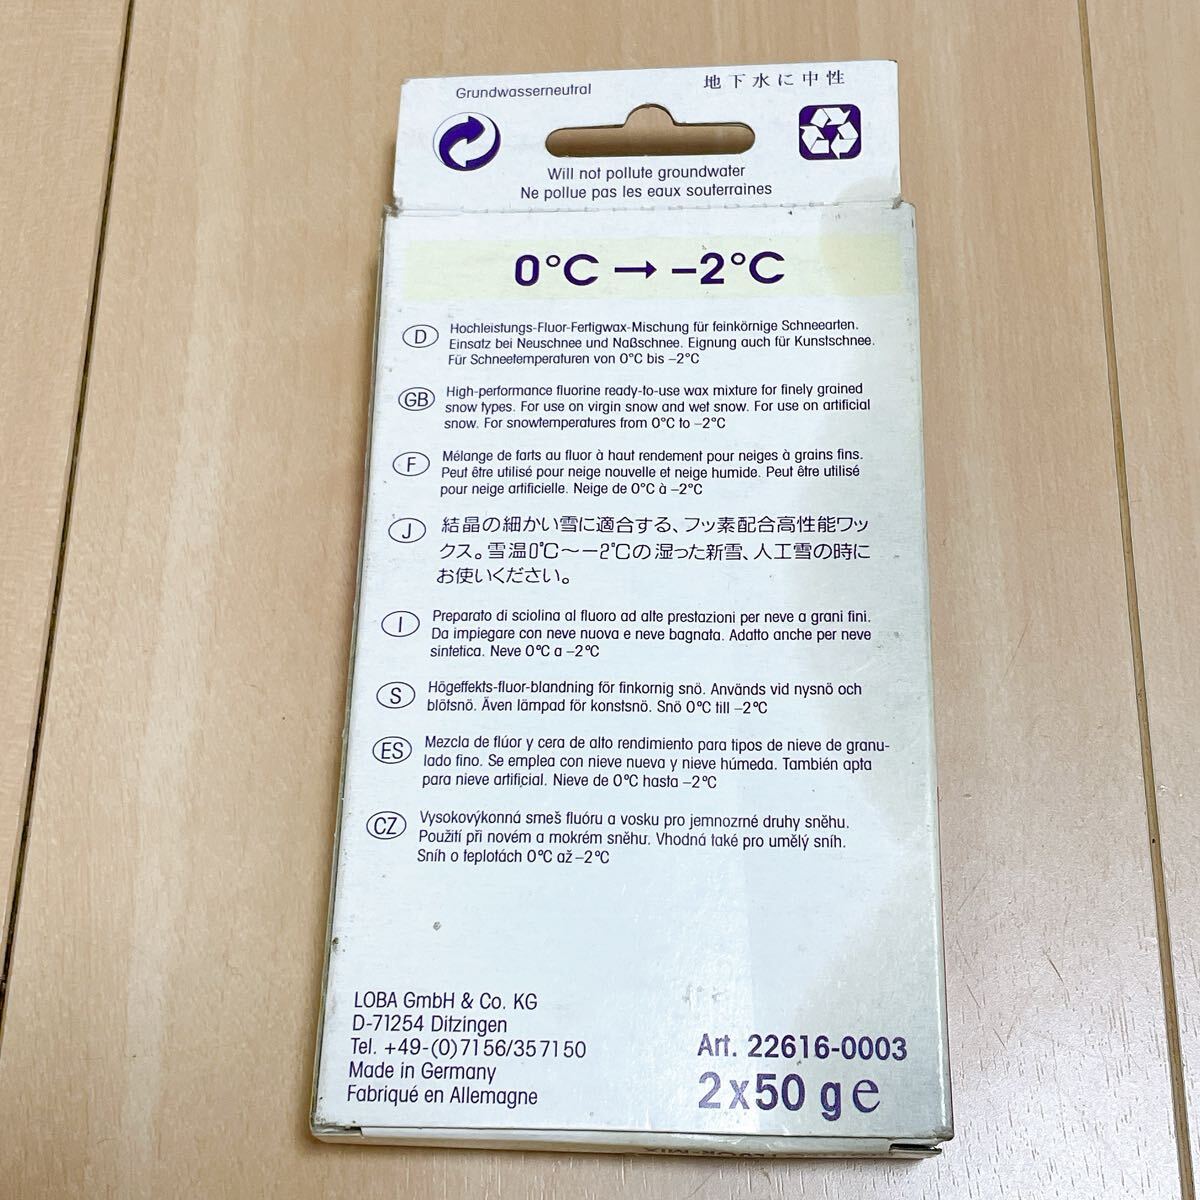 Grundwasserneutral
地下水に中性
Will not pollute groundwater
Ne pollue pas les eaux souterraines
0°C → –2°C
D
Hochleistungs-Fluor-Fertigwax-Mischung für feinkörnige Schneearten.
Einsatz bei Neuschnee und Naßschnee. Eignung auch für Kunstschnee.
Für Schneetemperaturen von 0°C bis –2°C
GB
High-performance fluorine ready-to-use wax mixture for finely grained
snow types. For use on virgin snow and wet snow. For use on artificial
snow. For snowtemperatures from 0°C to –2°C
F
Mélange de farts au fluor à haut rendement pour neiges à grains fins.
Peut être utilisé pour neige nouvelle et neige humide. Peut être utilisé
pour neige artificielle. Neige de 0°C à –2°C
J
結晶の細かい雪に適合する、フッ素配合高性能ワッ
クス。雪温0℃〜–2℃の湿った新雪、人工雪の時に
お使いください。
I
Preparato di sciolina al fluoro ad alte prestazioni per neve a grani fini.
Da impiegare con neve nuova e neve bagnata. Adatto anche per neve
sintetica. Neve 0°C a –2°C
S
Högeffekts-fluor-blandning för finkornig snö. Används vid nysnö och
blötsnö. Även lämpad för konstsnö. Snö 0°C till –2°C
ES
Mezcla de flúor y cera de alto rendimiento para tipos de nieve de granu-
lado fino. Se emplea con nieve nueva y nieve húmeda. También apta
para nieve artificial. Nieve de 0°C hasta –2°C
CZ
Vysokovýkonná smeš fluóru a vosku pro jemnozrné druhy sněhu.
Použití při novém a mokrém sněhu. Vhodná také pro umělý sníh.
Sníh o teplotách 0°C až –2°C
LOBA GmbH & Co. KG
D-71254 Ditzingen
Tel. +49-(0)7156/357150
Made in Germany
Fabriqué en Allemagne
Art. 22616-0003
2x50 g e